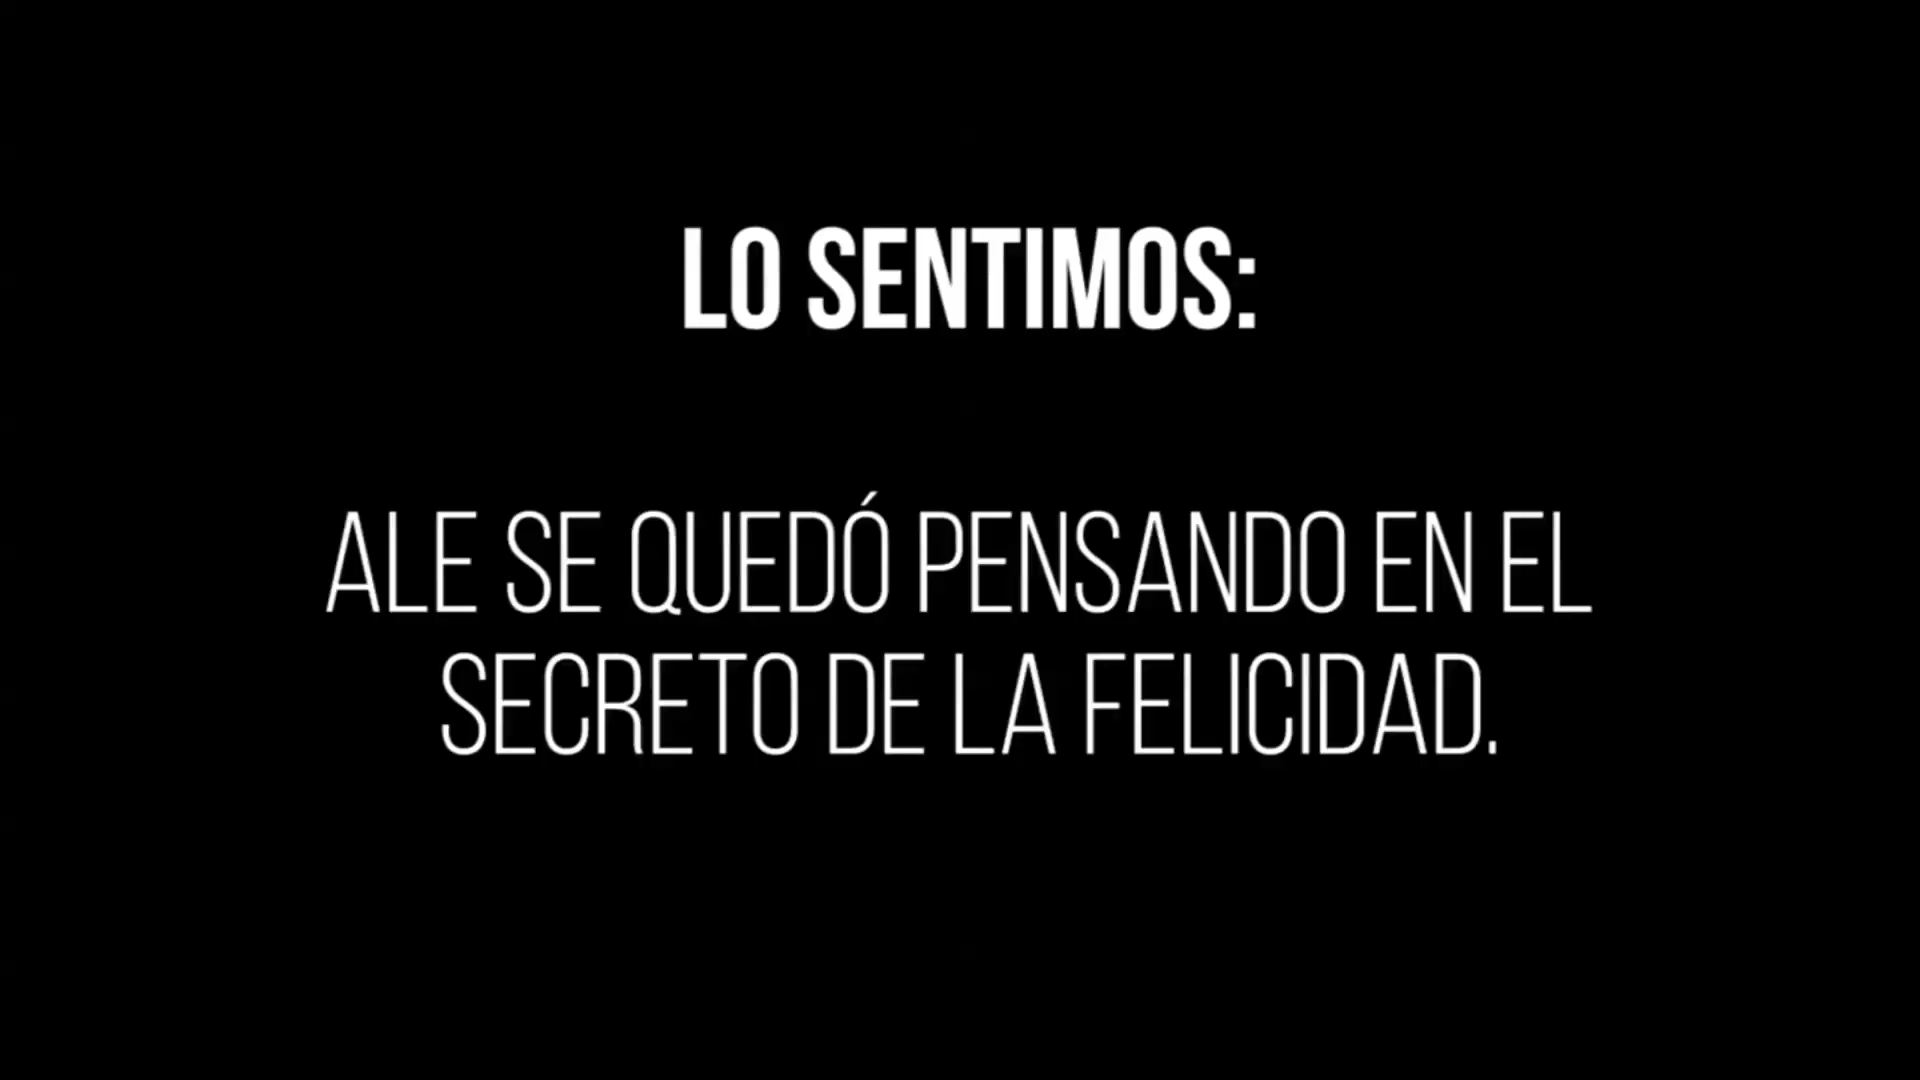 LO SENTIMOS:
ALE SE QUEDÓ PENSANDO EN EL
SECRETO DE LA FELICIDAD.